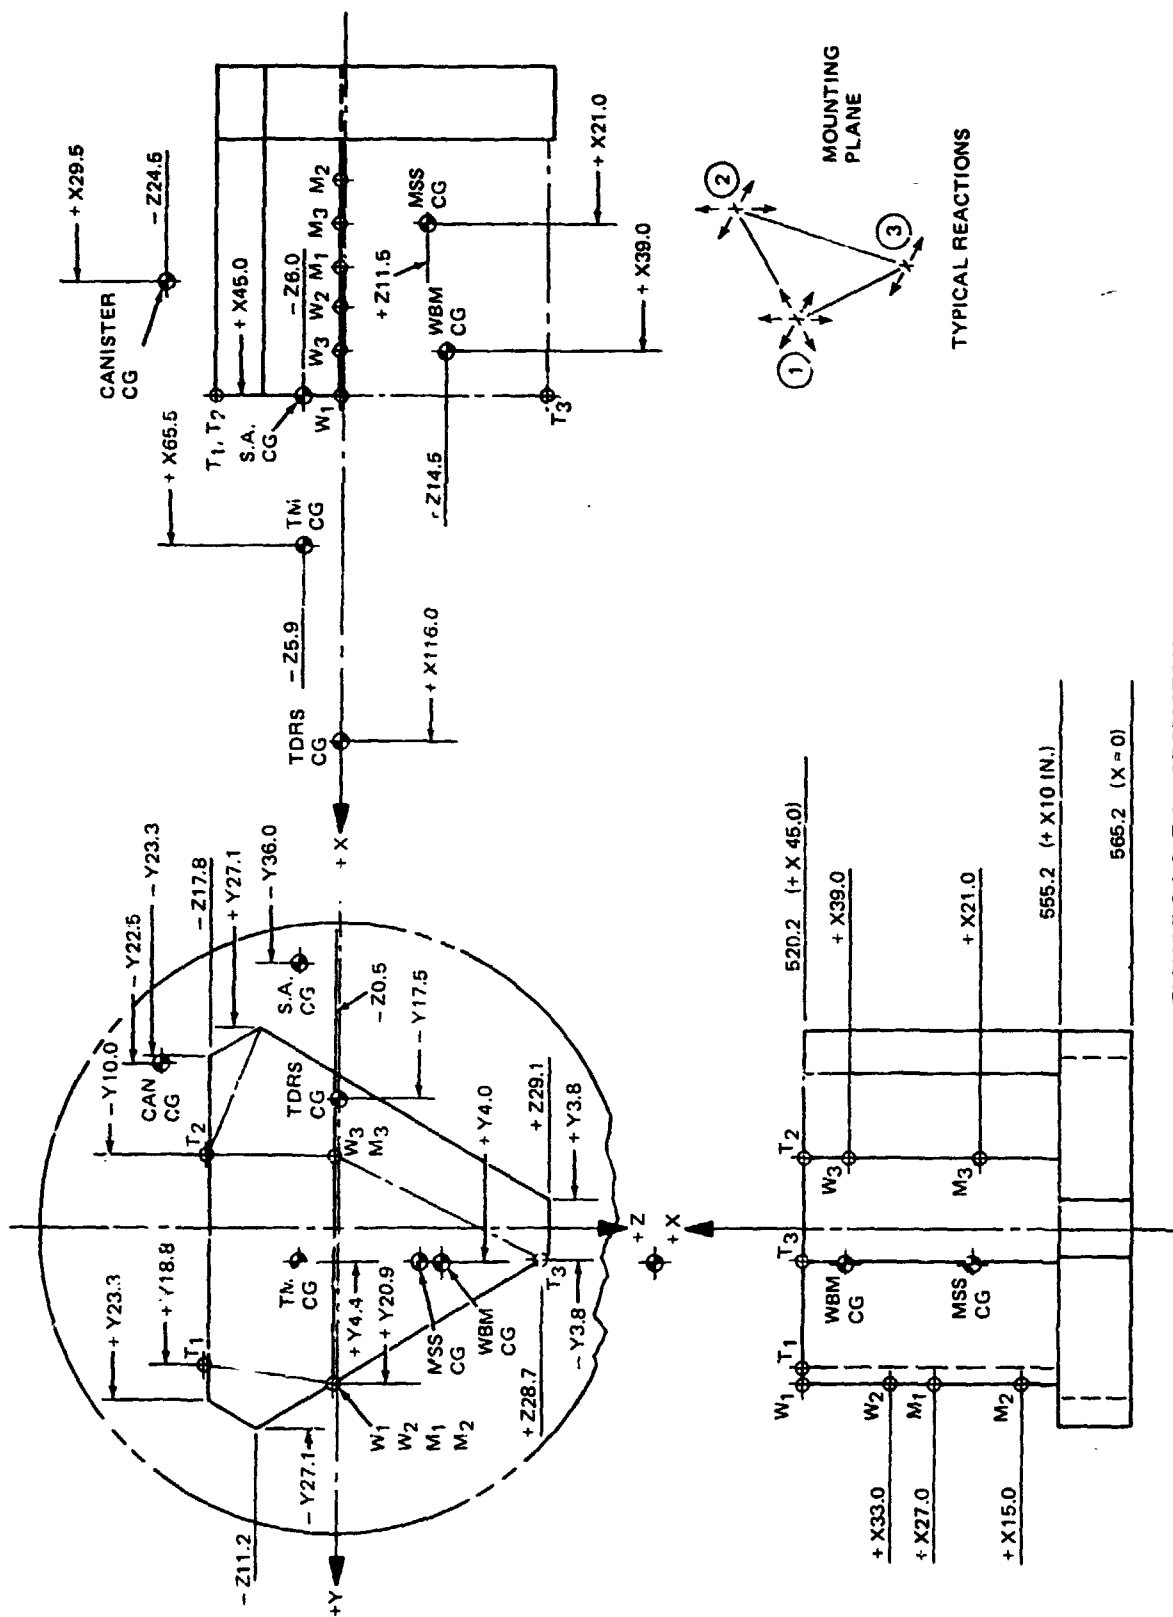 + X29.5
− Z24.5
CANISTER
CG
+ X45.0
− Z6.0
T1, T2
S.A.
CG
W1
W3
W2
M1
M3
M2
+ Z11.5
MSS
CG
WBM
CG
+ X21.0
+ X39.0
T3
+ X65.5
TM
CG
− Z5.9
r Z14.5
TDRS
CG
+ X116.0
+ X
MOUNTING
PLANE
1
2
3
TYPICAL REACTIONS
− Y22.5
− Y23.3
− Y10.0
− Z17.8
+ Y27.1
− Y36.0
CAN
CG
T2
S.A.
CG
TDRS
CG
− Z0.5
− Y17.5
W3
M3
+ Y4.0
+ Z29.1
+ Y3.8
+ Y23.3
+ Y18.8
T1
TM
CG
+ Y4.4
+ Y20.9
MSS
CG
WBM
CG
T3
− Y3.8
+ Z28.7
W1
W2
M1
M2
− Y27.1
− Z11.2
+Y
+Z
+X
520.2 (+ X 45.0)
+ X39.0
+ X21.0
555.2 (+ X10 IN.)
565.2 (X = 0)
T2
W3
M3
T3
WBM
CG
MSS
CG
T1
W1
W2
M1
M2
+ X33.0
+ X27.0
+ X15.0